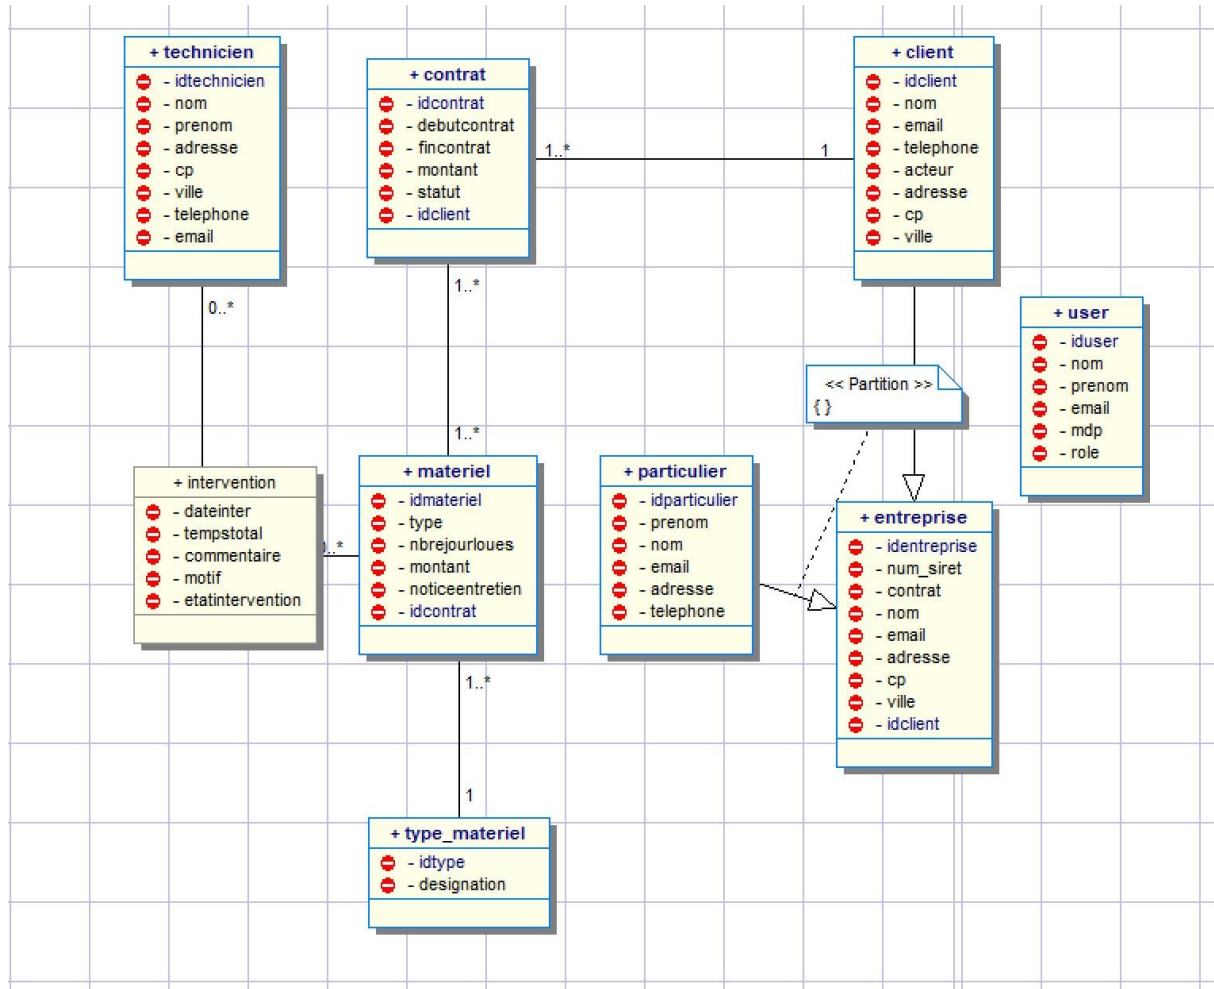 + technicien
- idtechnicien
- nom
- prenom
- adresse
- cp
- ville
- telephone
- email
0..*
+ contrat
- idcontrat
- debutcontrat
- fincontrat
- montant
- statut
- idclient
1..*
1
1..*
1..*
+ client
- idclient
- nom
- email
- telephone
- acteur
- adresse
- cp
- ville
+ user
- iduser
- nom
- prenom
- email
- mdp
- role
<< Partition >>
{ }
+ intervention
- dateinter
- tempstotal
- commentaire
- motif
- etatintervention
..*
+ materiel
- idmateriel
- type
- nbrejourloues
- montant
- noticeentretien
- idcontrat
1..*
1
+ particulier
- idparticulier
- prenom
- nom
- email
- adresse
- telephone
+ entreprise
- identreprise
- num_siret
- contrat
- nom
- email
- adresse
- cp
- ville
- idclient
+ type_materiel
- idtype
- designation